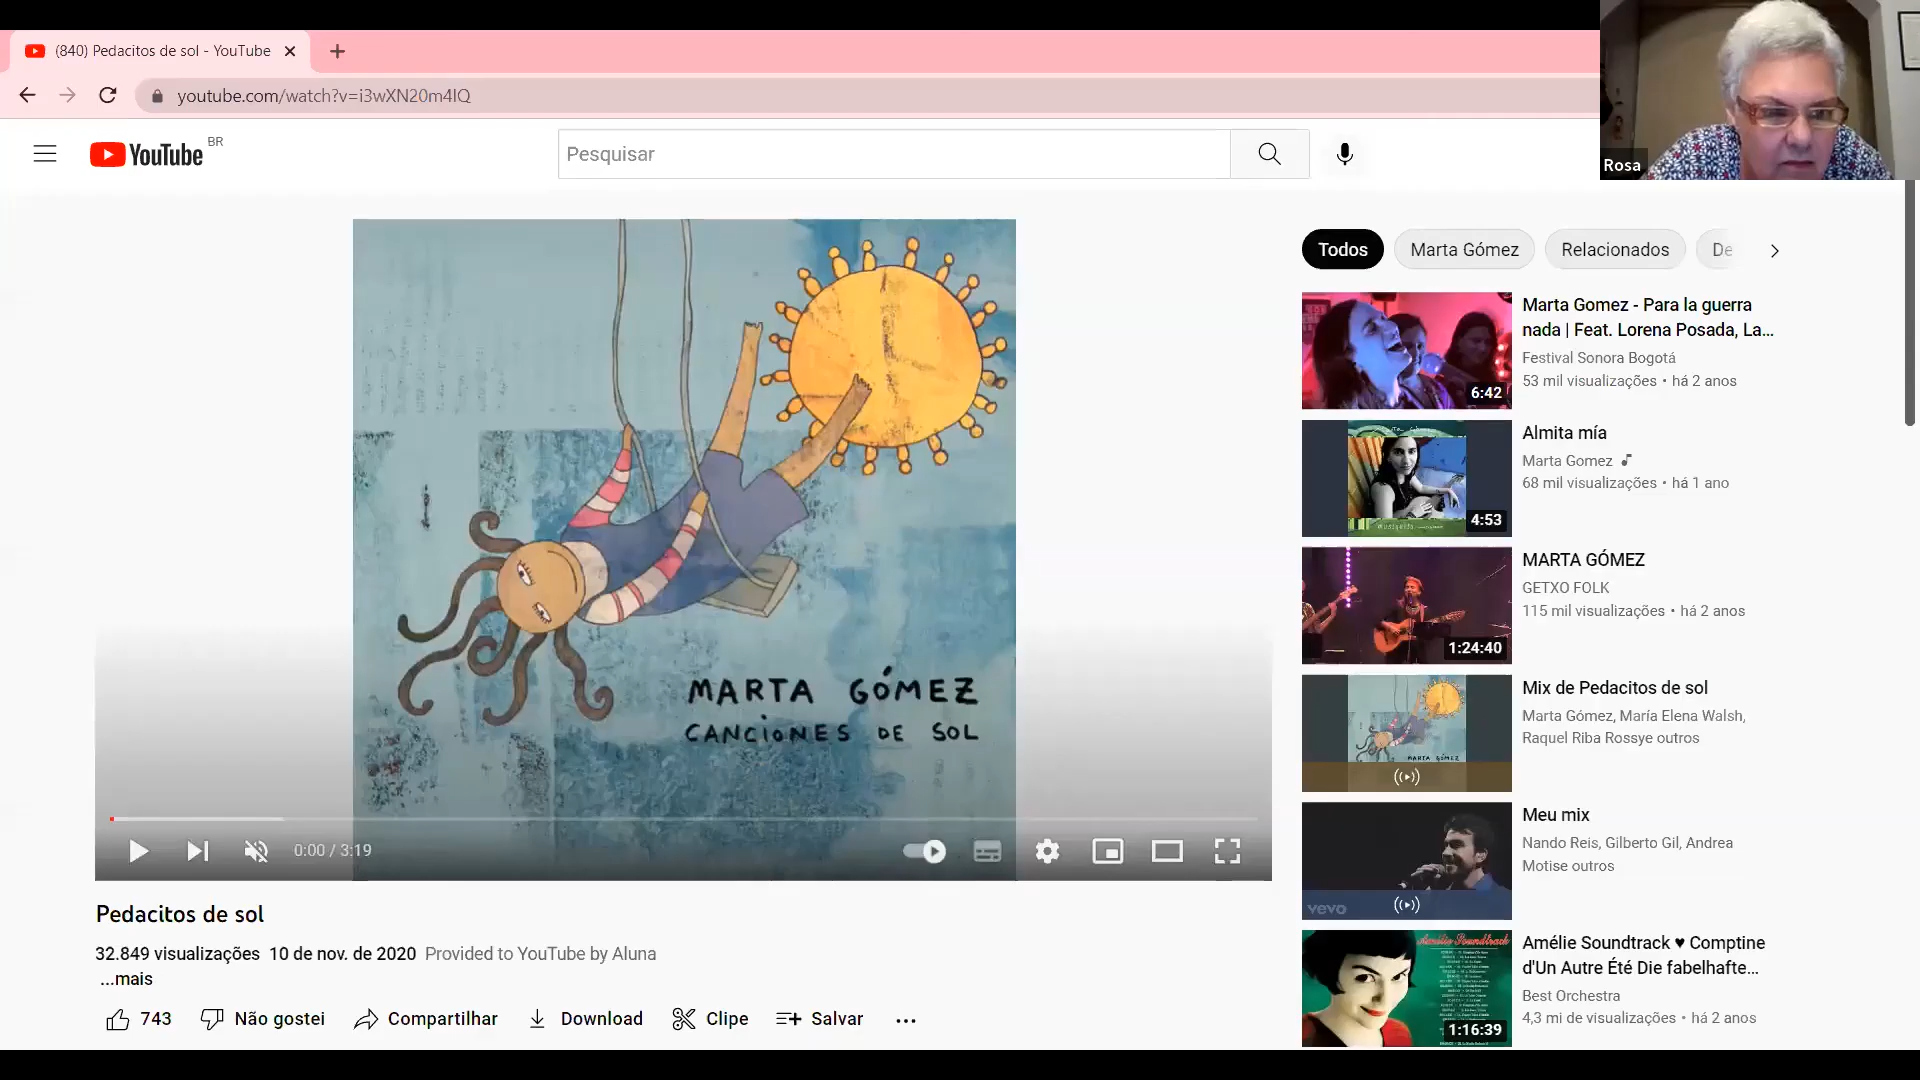 (840) Pedacitos de sol - YouTube
youtube.com/watch?v=i3wXN20m4lQ
Rosa
YouTube BR
Pesquisar
MARTA GÓMEZ
CANCIONES DE SOL
0:00 / 3:19
Pedacitos de sol
32.849 visualizações 10 de nov. de 2020 Provided to YouTube by Aluna
...mais
743 Não gostei Compartilhar Download Clipe Salvar
Todos Marta Gómez Relacionados De
6:42
Marta Gomez - Para la guerra
nada | Feat. Lorena Posada, La...
Festival Sonora Bogotá
53 mil visualizações • há 2 anos
4:53
Almita mía
Marta Gomez
68 mil visualizações • há 1 ano
1:24:40
MARTA GÓMEZ
GETXO FOLK
115 mil visualizações • há 2 anos
MARTA GÓMEZ
Mix de Pedacitos de sol
Marta Gómez, María Elena Walsh,
Raquel Riba Rossye outros
vevo
Meu mix
Nando Reis, Gilberto Gil, Andrea
Motise outros
Amélie Soundtrack
1:16:39
Amélie Soundtrack ♥ Comptine
d'Un Autre Été Die fabelhafte...
Best Orchestra
4,3 mi de visualizações • há 2 anos